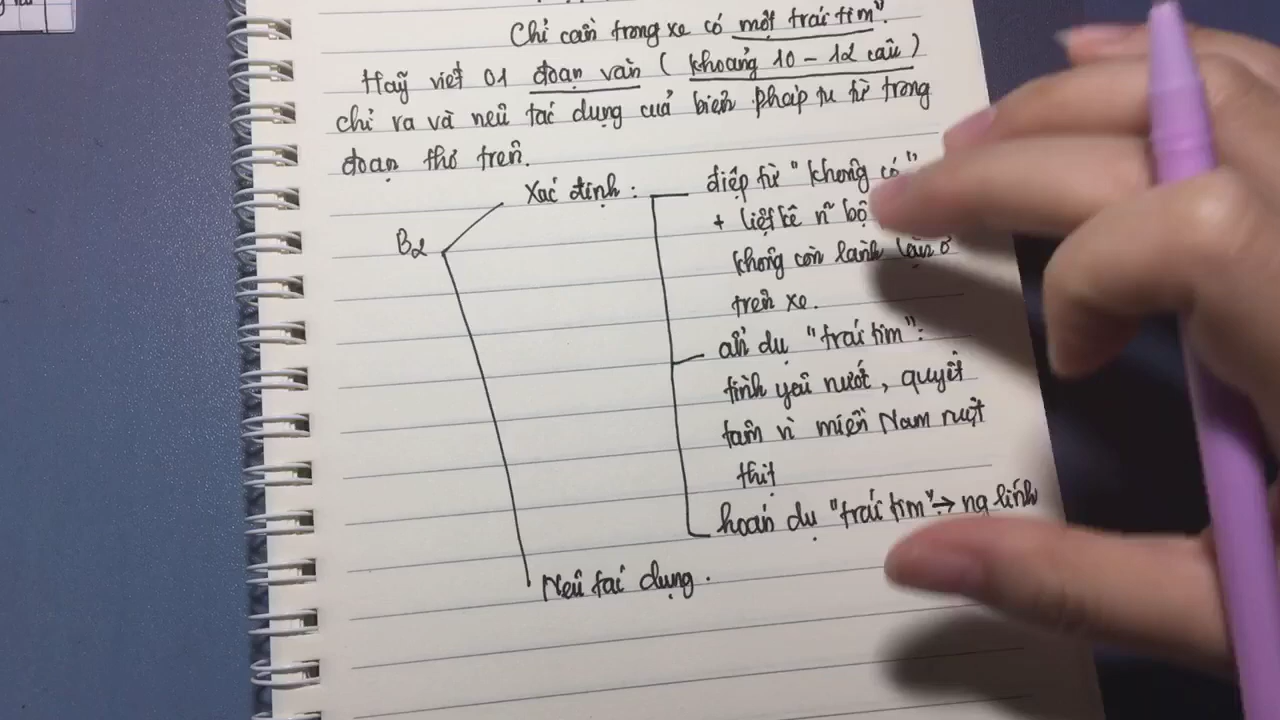 Chỉ cần trong xe có một trái tim".
Hãy viết 01 đoạn văn ( khoảng 10 - 12 câu )
chỉ ra và nêu tác dụng của biện pháp tu từ trong
đoạn thơ trên.
Xác định :
điệp từ "không có"
+ liệt kê n~ bộ
không còn lành lặn ở
trên xe.
B2
ẩn dụ "trái tim":
tình yêu nước, quyết
tâm vì miền Nam ruột
thịt
hoán dụ "trái tim" → ng lính
Nêu tác dụng.